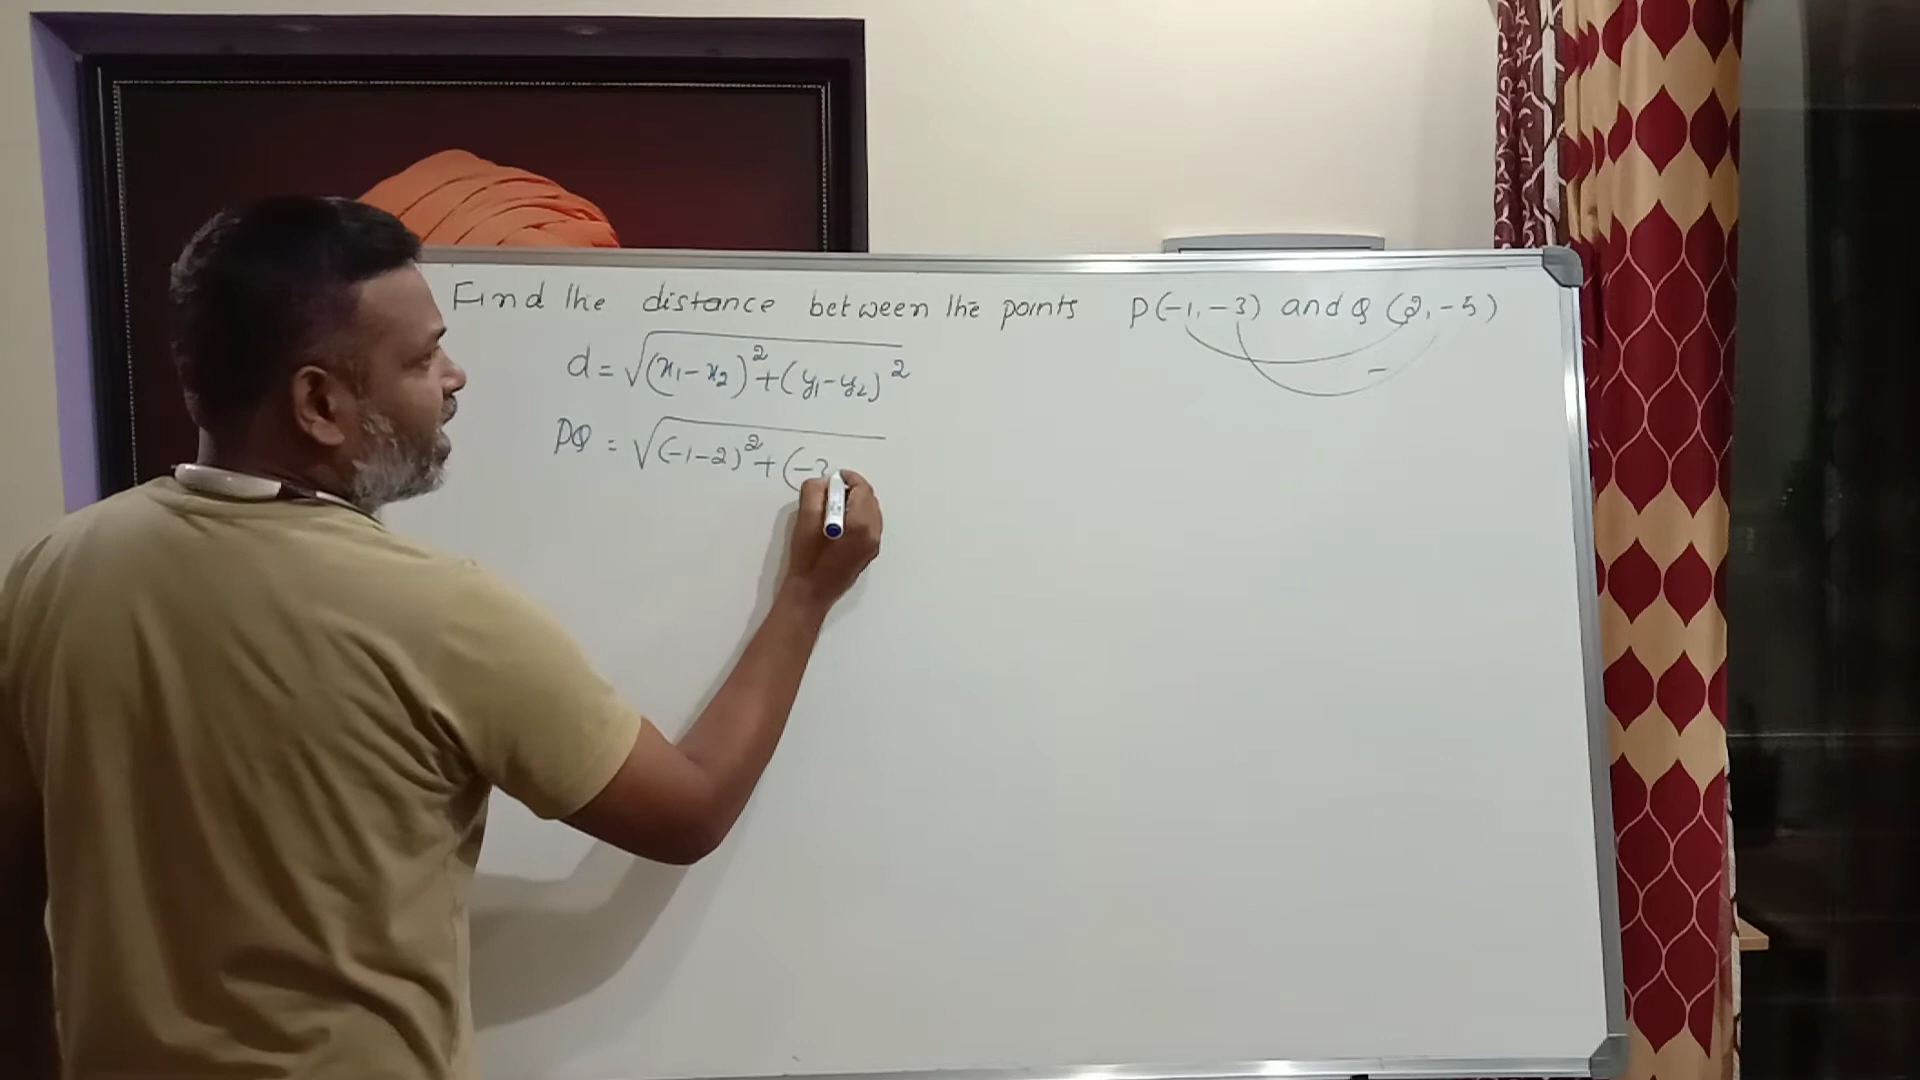 Find the distance between the points P(-1,-3) and Q (2,-5)
d = √(x₁-x₂)²+(y₁-y₂)²
PQ = √(-1-2)²+(-3